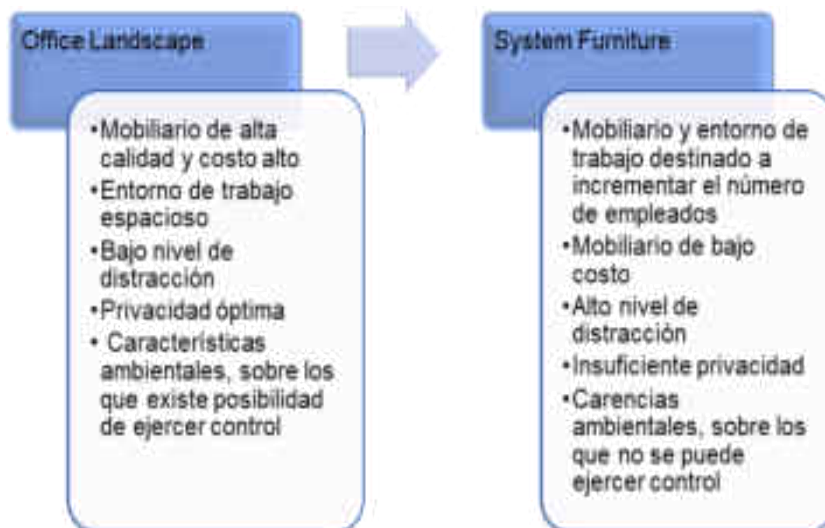 Office Landscape
•Mobiliario de alta
calidad y costo alto
•Entorno de trabajo
espacioso
•Bajo nivel de
distracción
•Privacidad óptima
• Características
ambientales, sobre los
que existe posibilidad
de ejercer control
System Furniture
•Mobiliario y entorno de
trabajo destinado a
incrementar el número
de empleados
•Mobiliario de bajo
costo
•Alto nivel de
distracción
•Insuficiente privacidad
•Carencias
ambientales, sobre los
que no se puede
ejercer control